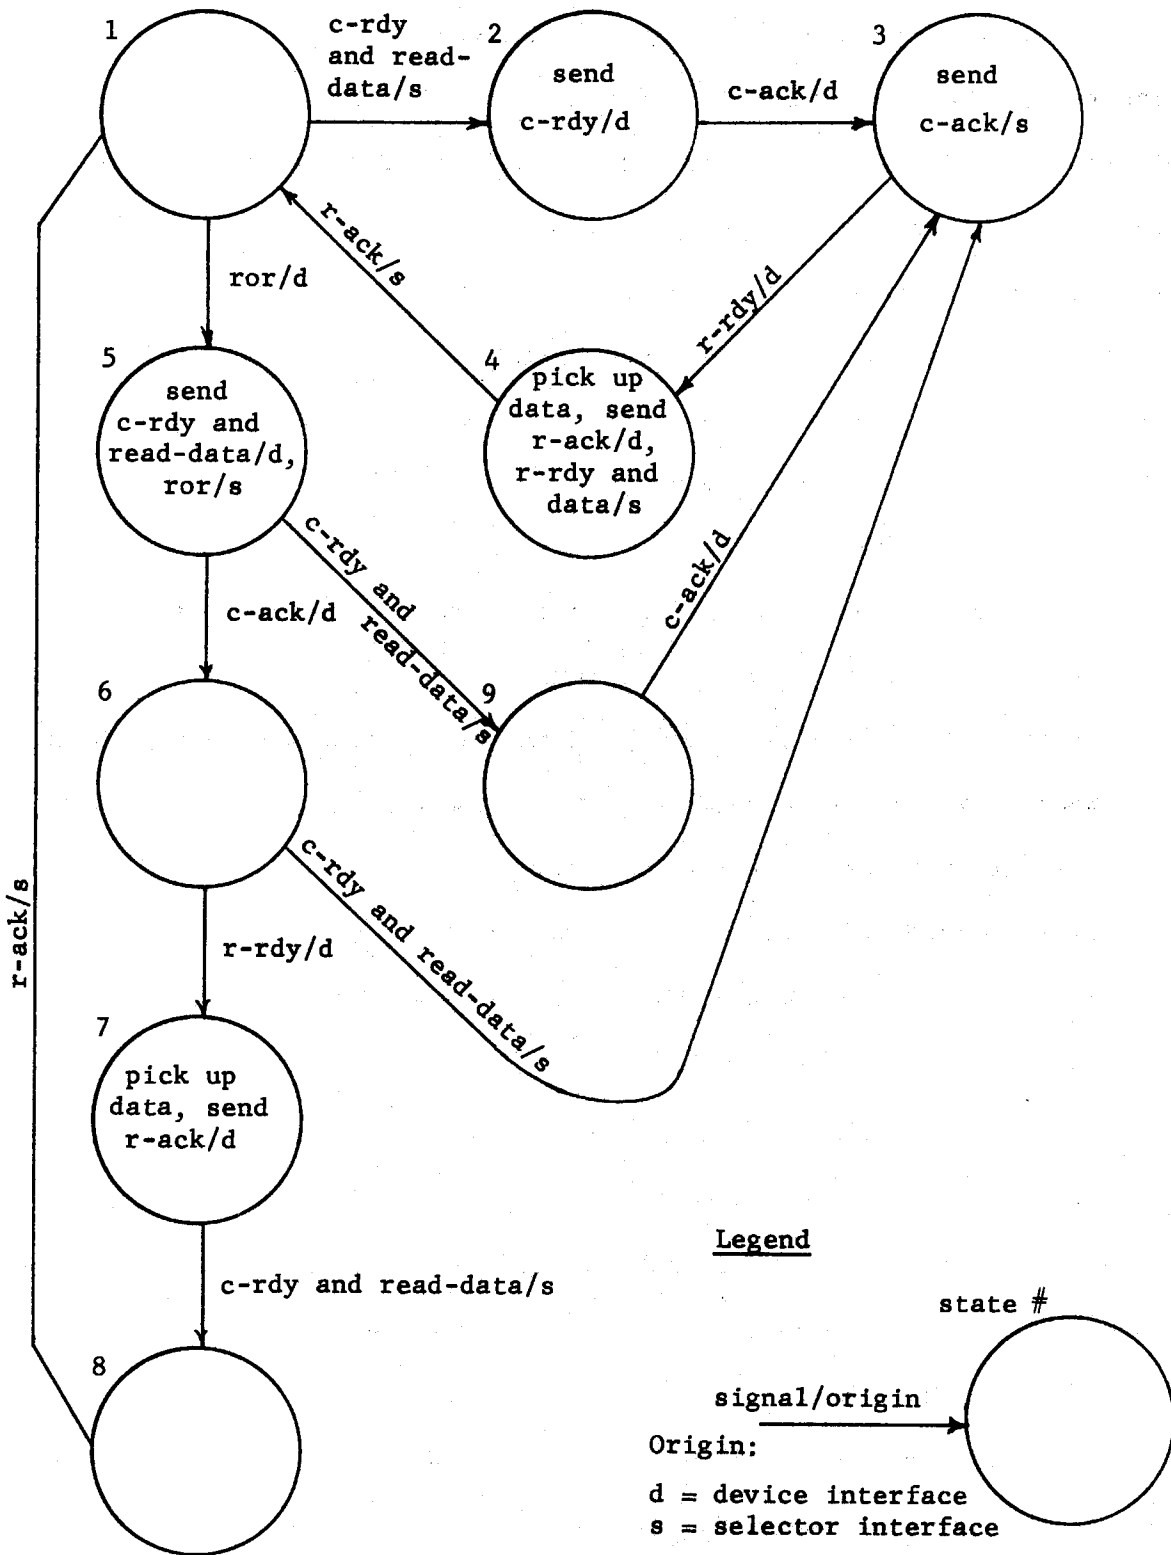 1
c-rdy
and read-
data/s
2
send
c-rdy/d
c-ack/d
3
send
c-ack/s
r-ack/s
ror/d
r-rdy/d
5
send
c-rdy and
read-data/d,
ror/s
4
pick up
data, send
r-ack/d,
r-rdy and
data/s
c-rdy and
read-data/s
c-ack/d
c-ack/d
6
9
c-rdy and read-data/s
r-ack/s
r-rdy/d
7
pick up
data, send
r-ack/d
c-rdy and read-data/s
8
Legend
state #
signal/origin
Origin:
d = device interface
s = selector interface